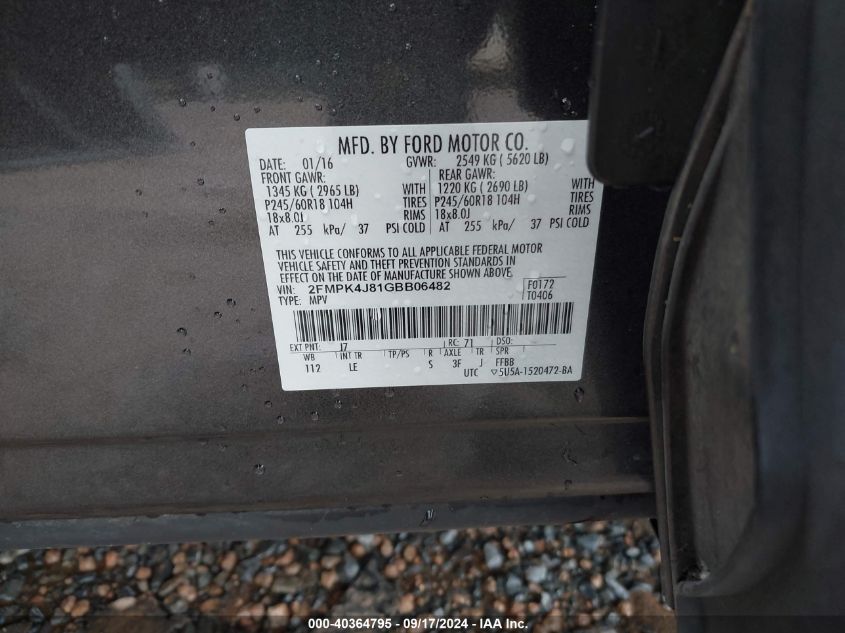 MFD. BY FORD MOTOR CO.
DATE: 01/16 GVWR: 2549 KG ( 5620 LB)
FRONT GAWR: REAR GAWR:
1345 KG ( 2965 LB) WITH 1220 KG ( 2690 LB) WITH
P245/60R18 104H TIRES P245/60R18 104H TIRES
18x8.0J RIMS 18x8.0J RIMS
AT 255 kPa/ 37 PSI COLD AT 255 kPa/ 37 PSI COLD
THIS VEHICLE CONFORMS TO ALL APPLICABLE FEDERAL MOTOR
VEHICLE SAFETY AND THEFT PREVENTION STANDARDS IN
EFFECT ON THE DATE OF MANUFACTURE SHOWN ABOVE.
VIN: 2FMPK4J81GBB06482 F0172
TYPE: MPV T0406
EXT PNT: J7 RC: 71 DSO:
WB INT TR TP/PS R AXLE TR SPR
112 LE S 3F J FFBB
UTC ▽5U5A-1520472-BA
000-40364795 - 09/17/2024 - IAA Inc.